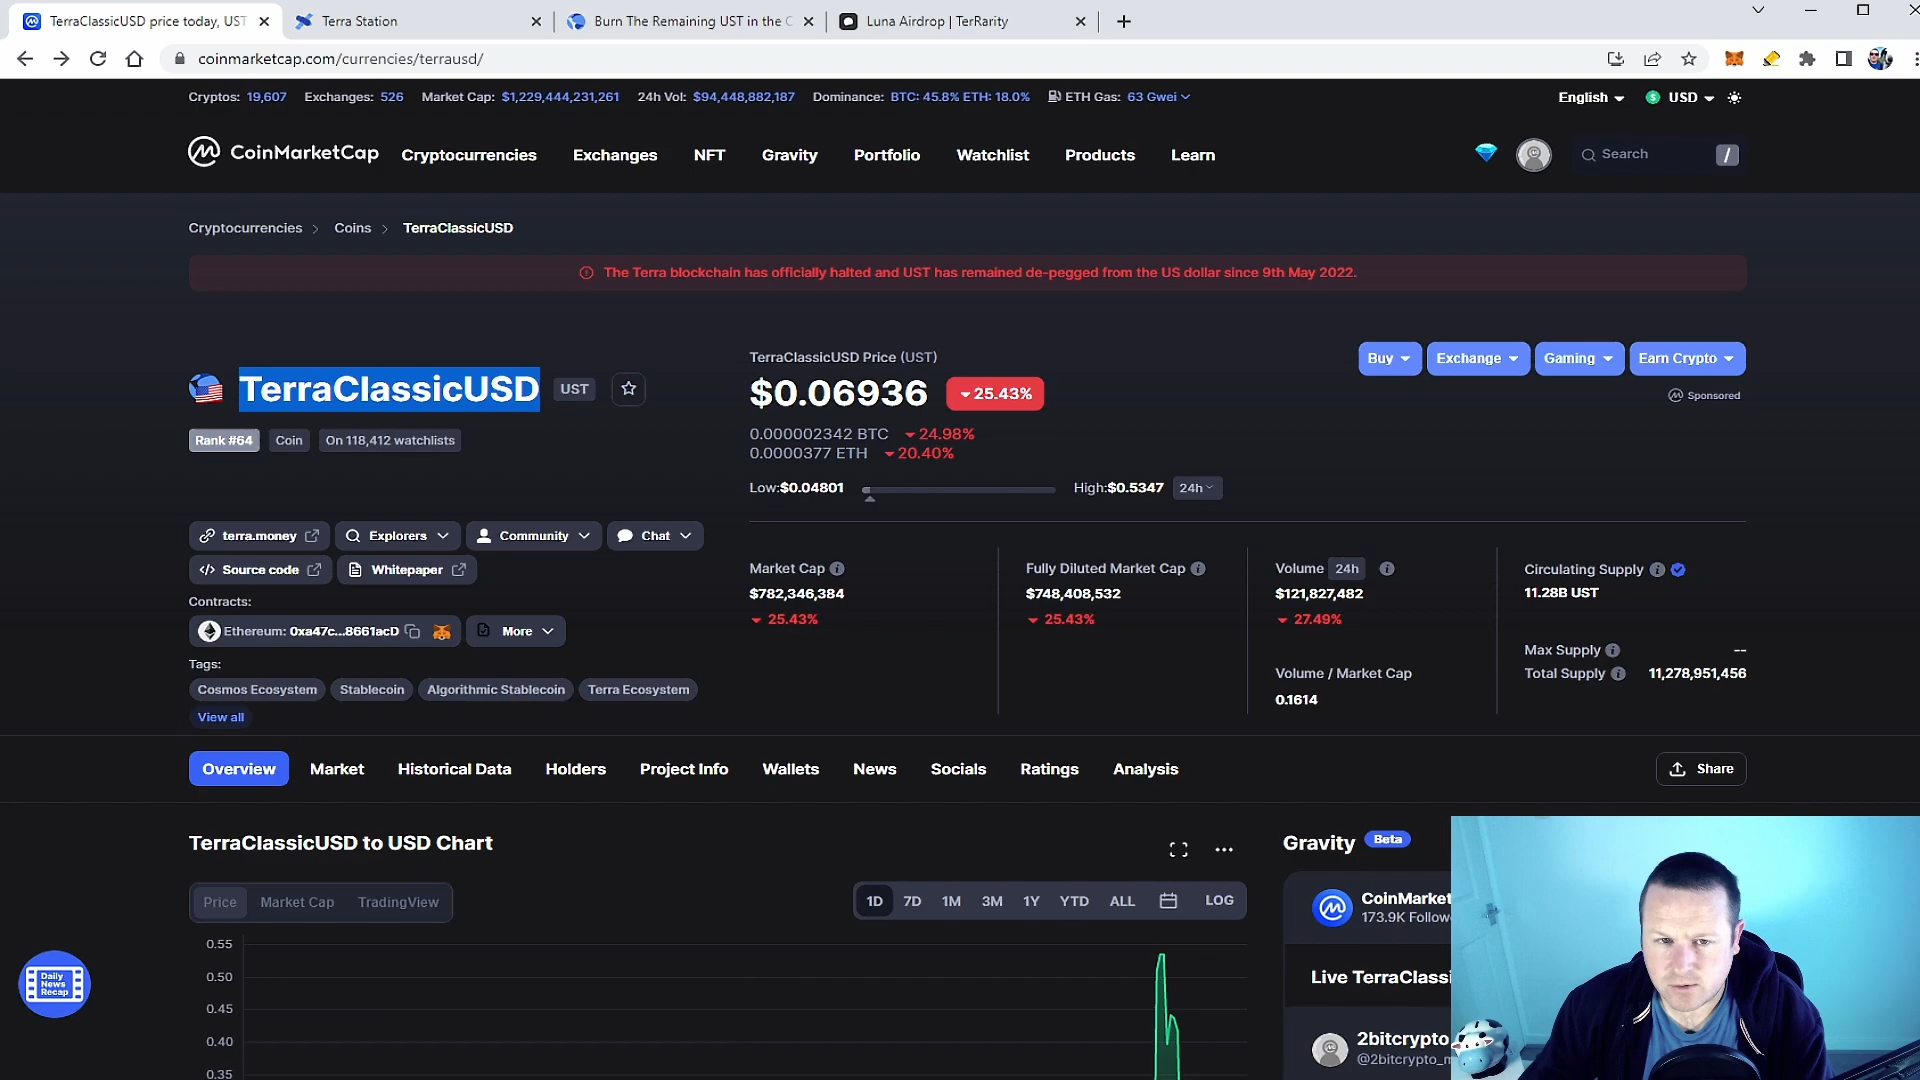 TerraClassicUSD price today, UST
Terra Station
Burn The Remaining UST in the C
Luna Airdrop | TerRarity
coinmarketcap.com/currencies/terrausd/
Cryptos: 19,607 Exchanges: 526 Market Cap: $1,229,444,231,261 24h Vol: $94,448,882,187 Dominance: BTC: 45.8% ETH: 18.0% ETH Gas: 63 Gwei
English USD
CoinMarketCap Cryptocurrencies Exchanges NFT Gravity Portfolio Watchlist Products Learn
Search /
Cryptocurrencies > Coins > TerraClassicUSD
The Terra blockchain has officially halted and UST has remained de-pegged from the US dollar since 9th May 2022.
TerraClassicUSD UST
Rank #64 Coin On 118,412 watchlists
TerraClassicUSD Price (UST)
$0.06936 25.43%
0.000002342 BTC 24.98%
0.0000377 ETH 20.40%
Low:$0.04801 High:$0.5347 24h
Buy Exchange Gaming Earn Crypto
Sponsored
terra.money Explorers Community Chat
Source code Whitepaper
Contracts:
Ethereum: 0xa47c...8661acD More
Tags:
Cosmos Ecosystem Stablecoin Algorithmic Stablecoin Terra Ecosystem
View all
Market Cap
$782,346,384
25.43%
Fully Diluted Market Cap
$748,408,532
25.43%
Volume 24h
$121,827,482
27.49%
Volume / Market Cap
0.1614
Circulating Supply
11.28B UST
Max Supply --
Total Supply 11,278,951,456
Overview Market Historical Data Holders Project Info Wallets News Socials Ratings Analysis
Share
TerraClassicUSD to USD Chart
Price Market Cap TradingView
1D 7D 1M 3M 1Y YTD ALL LOG
0.55
0.50
0.45
0.40
0.35
Daily
News
Recap
Gravity Beta
CoinMarket
173.9K Follow
Live TerraClassi
2bitcrypto
@2bitcrypto_m